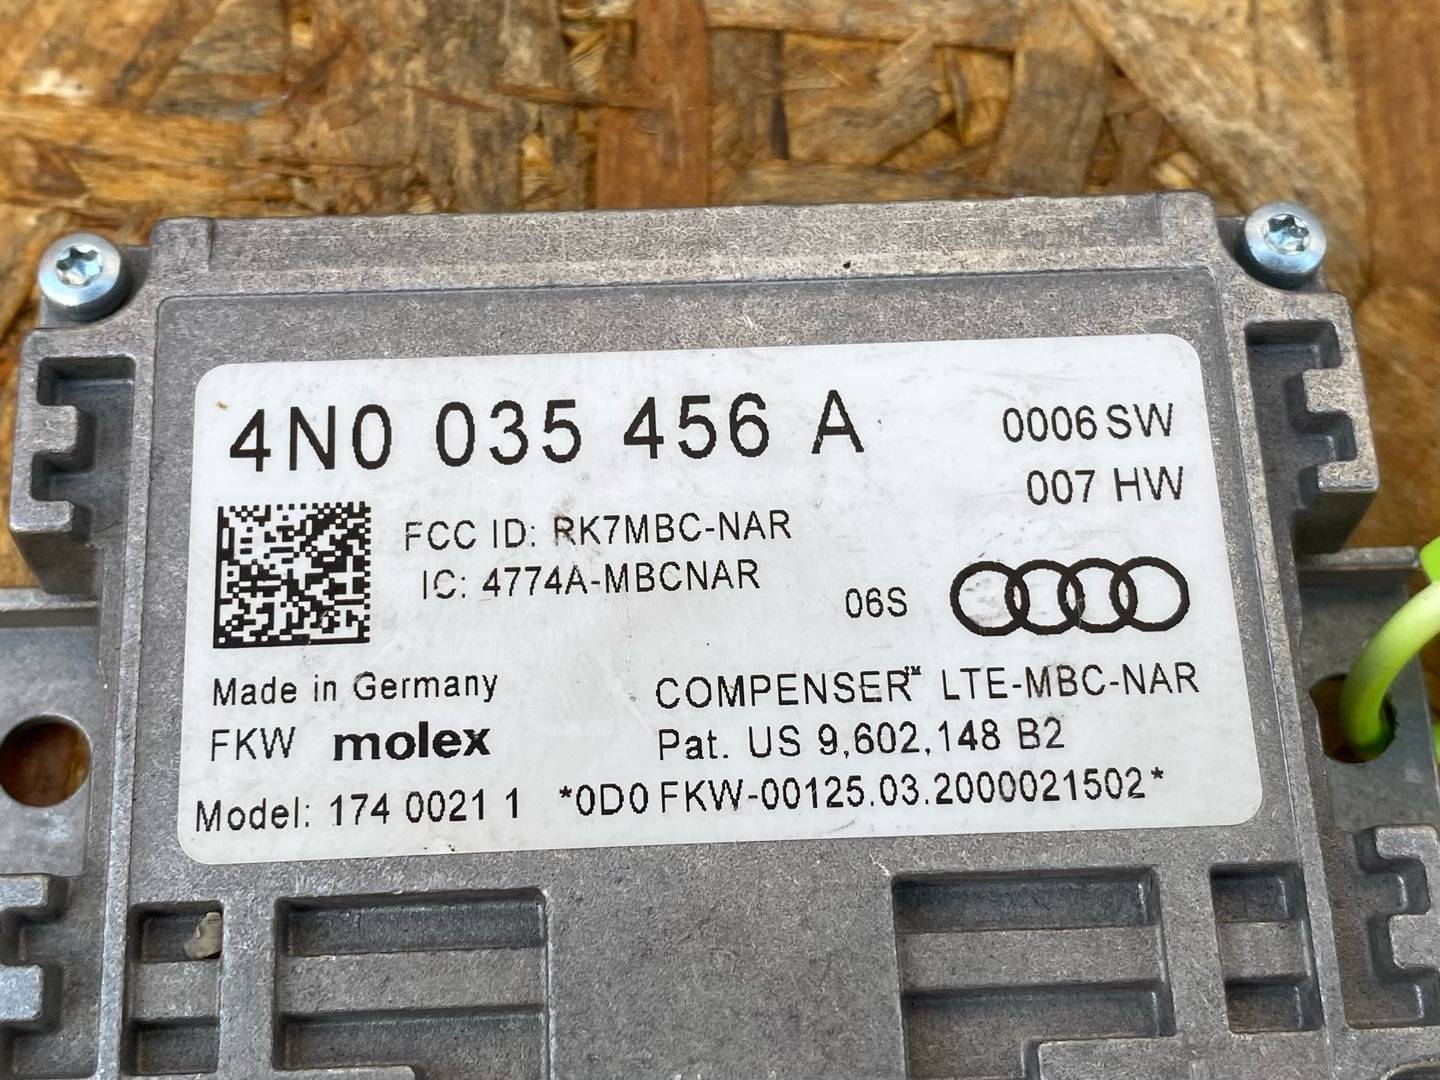 4N0 035 456 A
0006 SW
007 HW
FCC ID: RK7MBC-NAR
IC: 4774A-MBCNAR
06S
Made in Germany
COMPENSER™ LTE-MBC-NAR
FKW molex
Pat. US 9,602,148 B2
Model: 174 0021 1 *0D0 FKW-00125.03.2000021502*